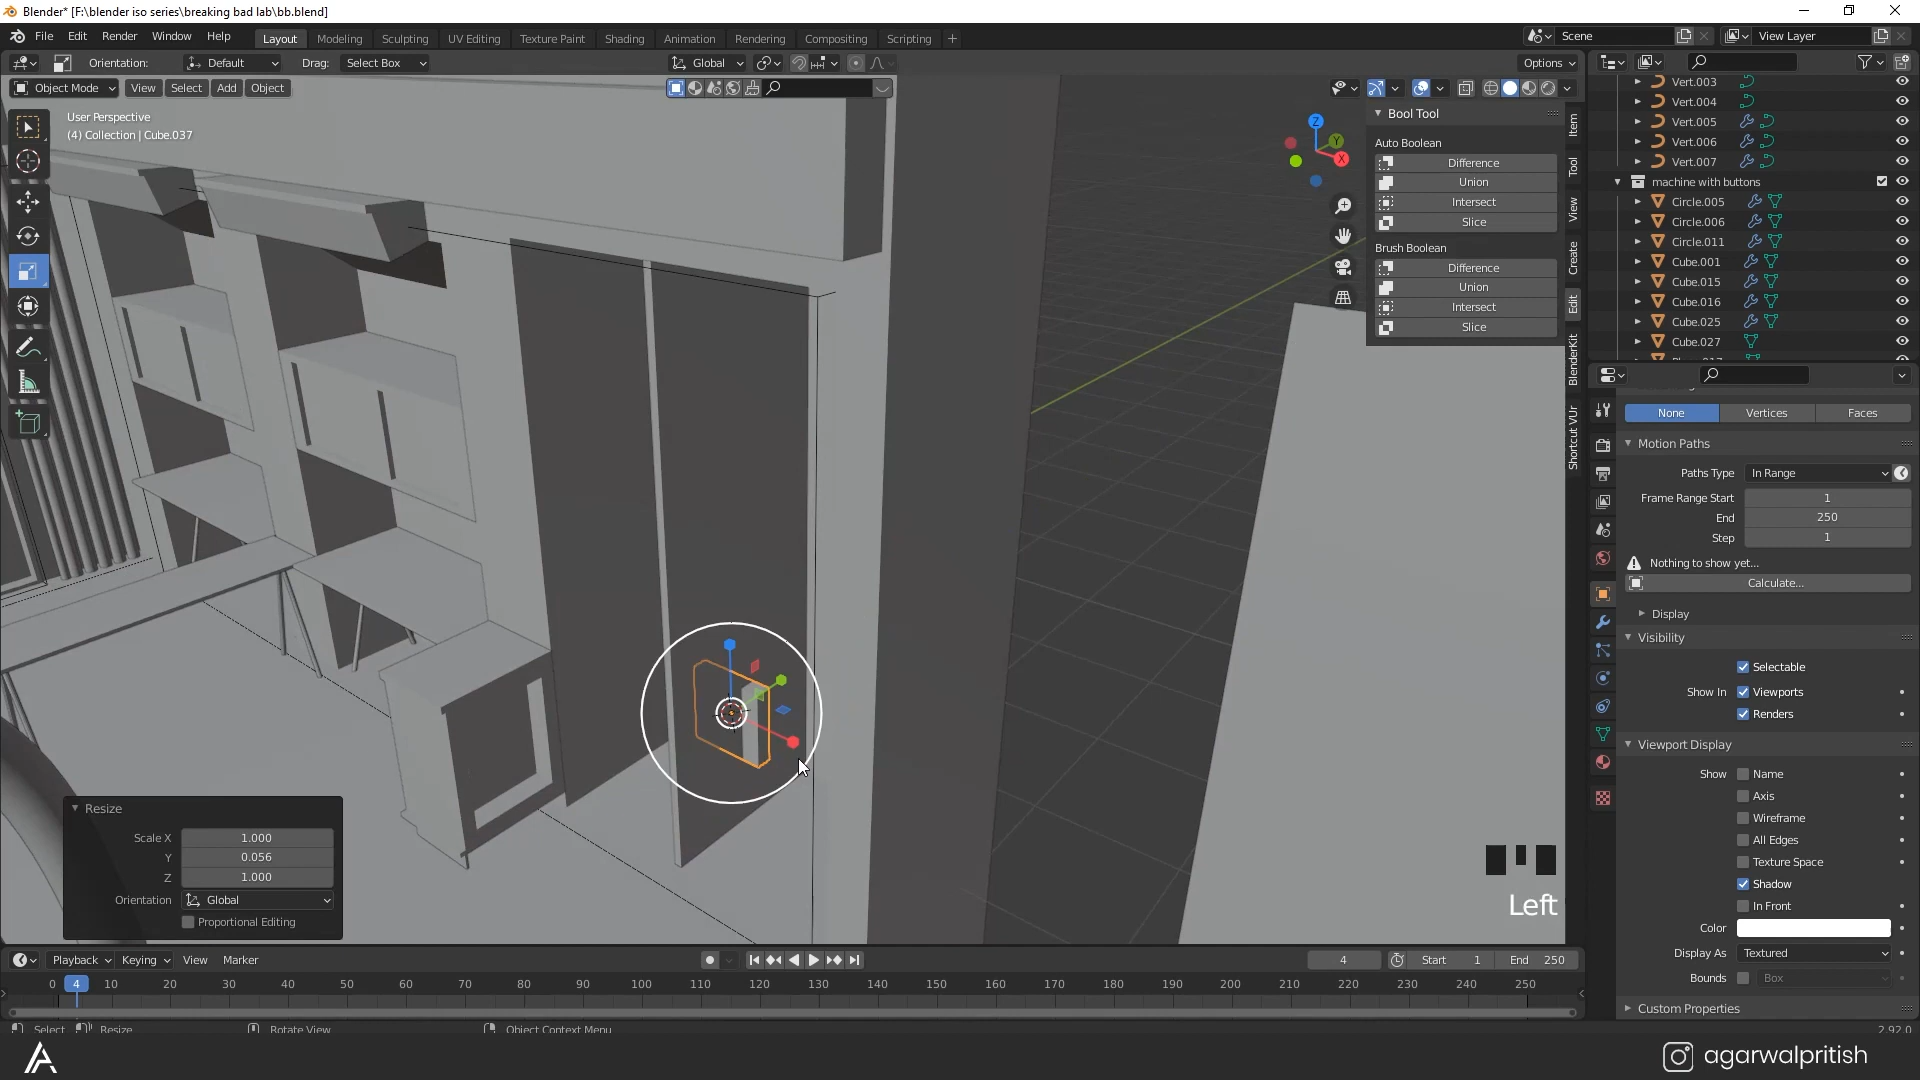 Blender* [F:\blender iso series\breaking bad lab\bb.blend]
File Edit Render Window Help
Layout Modeling Sculpting UV Editing Texture Paint Shading Animation Rendering Compositing Scripting +
Scene View Layer
Orientation: Default Drag: Select Box Global Options
Object Mode View Select Add Object
User Perspective
(4) Collection | Cube.037
Z
Y
X
Bool Tool
Auto Boolean
Difference
Union
Intersect
Slice
Brush Boolean
Difference
Union
Intersect
Slice
Item
Tool
View
Create
Edit
BlenderKit
Shortcut VUr
Vert.003
Vert.004
Vert.005
Vert.006
Vert.007
machine with buttons
Circle.005
Circle.006
Circle.011
Cube.001
Cube.015
Cube.016
Cube.025
Cube.027
None Vertices Faces
Motion Paths
Paths Type In Range
Frame Range Start 1
End 250
Step 1
Nothing to show yet...
Calculate...
Display
Visibility
Selectable
Show In Viewports
Renders
Viewport Display
Show Name
Axis
Wireframe
All Edges
Texture Space
Shadow
In Front
Color
Display As Textured
Bounds Box
Custom Properties
Resize
Scale X 1.000
Y 0.056
Z 1.000
Orientation Global
Proportional Editing
Left
Playback Keying View Marker
4 Start 1 End 250
0 4 10 20 30 40 50 60 70 80 90 100 110 120 130 140 150 160 170 180 190 200 210 220 230 240 250
Select Resize Rotate View Object Context Menu
2.92.0
agarwalpritish